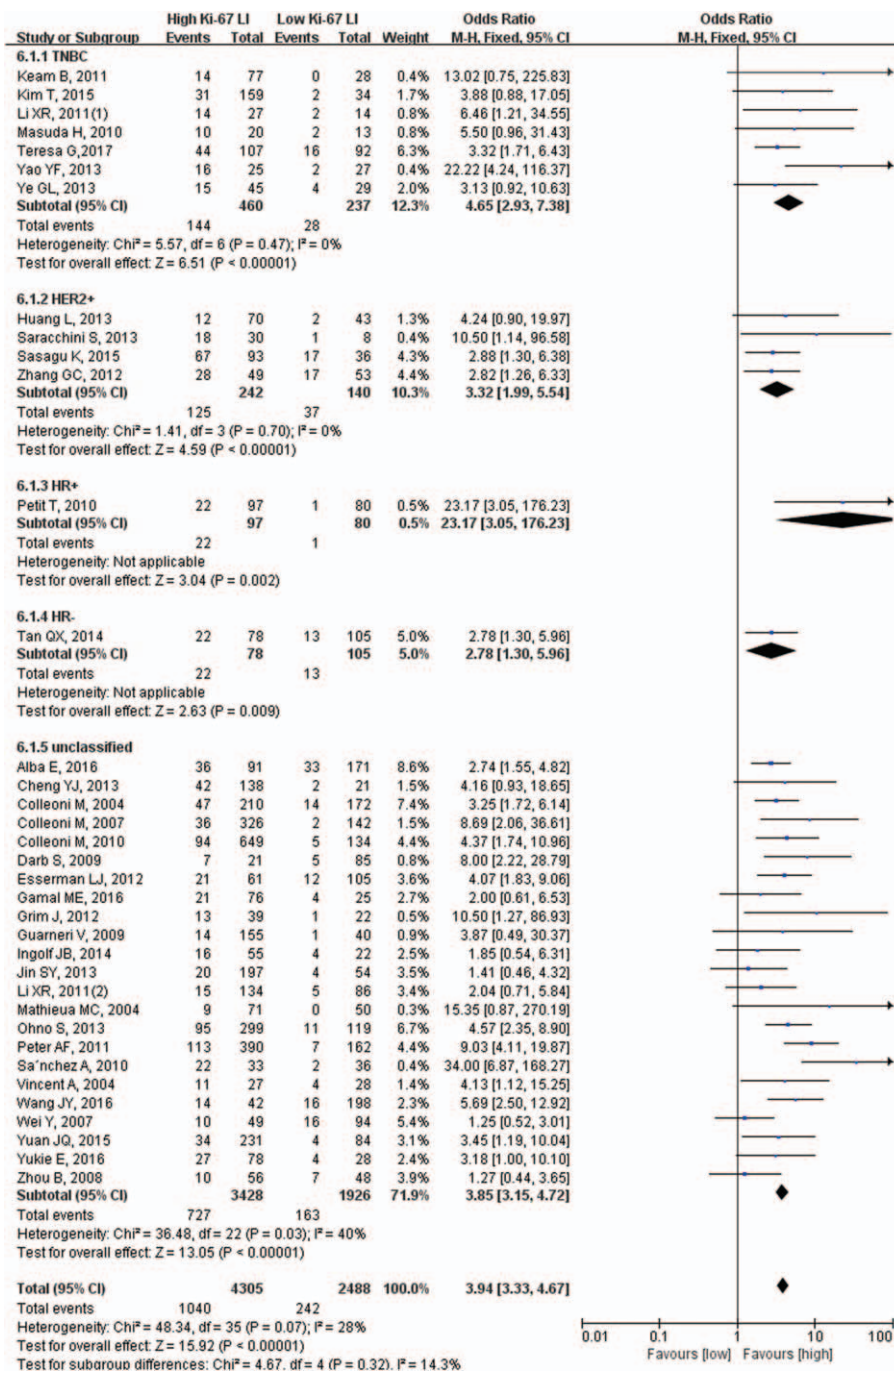 High Ki-67 LI Low Ki-67 LI Odds Ratio Odds Ratio
Study or Subgroup Events Total Events Total Weight M-H, Fixed, 95% CI M-H, Fixed, 95% CI
6.1.1 TNBC
Keam B, 2011 14 77 0 28 0.4% 13.02 [0.75, 225.83]
Kim T, 2015 31 159 2 34 1.7% 3.88 [0.88, 17.05]
Li XR, 2011(1) 14 27 2 14 0.8% 6.46 [1.21, 34.55]
Masuda H, 2010 10 20 2 13 0.8% 5.50 [0.96, 31.43]
Teresa G,2017 44 107 16 92 6.3% 3.32 [1.71, 6.43]
Yao YF, 2013 16 25 2 27 0.4% 22.22 [4.24, 116.37]
Ye GL, 2013 15 45 4 29 2.0% 3.13 [0.92, 10.63]
Subtotal (95% CI) 460 237 12.3% 4.65 [2.93, 7.38]
Total events 144 28
Heterogeneity: Chi² = 5.57, df = 6 (P = 0.47); I² = 0%
Test for overall effect: Z = 6.51 (P < 0.00001)
6.1.2 HER2+
Huang L, 2013 12 70 2 43 1.3% 4.24 [0.90, 19.97]
Saracchini S, 2013 18 30 1 8 0.4% 10.50 [1.14, 96.58]
Sasagu K, 2015 67 93 17 36 4.3% 2.88 [1.30, 6.38]
Zhang GC, 2012 28 49 17 53 4.4% 2.82 [1.26, 6.33]
Subtotal (95% CI) 242 140 10.3% 3.32 [1.99, 5.54]
Total events 125 37
Heterogeneity: Chi² = 1.41, df = 3 (P = 0.70); I² = 0%
Test for overall effect: Z = 4.59 (P < 0.00001)
6.1.3 HR+
Petit T, 2010 22 97 1 80 0.5% 23.17 [3.05, 176.23]
Subtotal (95% CI) 97 80 0.5% 23.17 [3.05, 176.23]
Total events 22 1
Heterogeneity: Not applicable
Test for overall effect: Z = 3.04 (P = 0.002)
6.1.4 HR-
Tan QX, 2014 22 78 13 105 5.0% 2.78 [1.30, 5.96]
Subtotal (95% CI) 78 105 5.0% 2.78 [1.30, 5.96]
Total events 22 13
Heterogeneity: Not applicable
Test for overall effect: Z = 2.63 (P = 0.009)
6.1.5 unclassified
Alba E, 2016 36 91 33 171 8.6% 2.74 [1.55, 4.82]
Cheng YJ, 2013 42 138 2 21 1.5% 4.16 [0.93, 18.65]
Colleoni M, 2004 47 210 14 172 7.4% 3.25 [1.72, 6.14]
Colleoni M, 2007 36 326 2 142 1.5% 8.69 [2.06, 36.61]
Colleoni M, 2010 94 649 5 134 4.4% 4.37 [1.74, 10.96]
Darb S, 2009 7 21 5 85 0.8% 8.00 [2.22, 28.79]
Esserman LJ, 2012 21 61 12 105 3.6% 4.07 [1.83, 9.06]
Gamal ME, 2016 21 76 4 25 2.7% 2.00 [0.61, 6.53]
Grim J, 2012 13 39 1 22 0.5% 10.50 [1.27, 86.93]
Guarneri V, 2009 14 155 1 40 0.9% 3.87 [0.49, 30.37]
Ingolf JB, 2014 16 55 4 22 2.4% 1.85 [0.54, 6.31]
Jin SY, 2013 20 197 4 54 3.4% 1.41 [0.46, 4.32]
Li XR, 2011(2) 15 134 5 86 3.4% 2.04 [0.71, 5.84]
Mathieua MC, 2004 9 71 0 50 0.3% 15.35 [0.87, 270.19]
Ohno S, 2013 95 299 11 119 6.7% 4.57 [2.35, 8.90]
Peter AF, 2011 113 390 7 162 4.4% 9.03 [4.11, 19.87]
Sa´nchez A, 2010 22 33 2 36 0.4% 34.00 [6.87, 168.27]
Vincent A, 2004 11 27 4 28 1.4% 4.13 [1.12, 15.25]
Wang JY, 2016 14 42 16 198 2.3% 5.69 [2.50, 12.92]
Wei Y, 2007 10 49 16 94 5.4% 1.25 [0.52, 3.01]
Yuan JQ, 2015 34 231 4 84 3.1% 3.45 [1.19, 10.04]
Yukie E, 2016 27 78 4 28 2.4% 3.18 [1.00, 10.10]
Zhou B, 2008 10 56 7 48 3.9% 1.27 [0.44, 3.65]
Subtotal (95% CI) 3428 1926 71.9% 3.85 [3.15, 4.72]
Total events 727 163
Heterogeneity: Chi² = 36.48, df = 22 (P = 0.03); I² = 40%
Test for overall effect: Z = 13.05 (P < 0.00001)
Total (95% CI) 4305 2488 100.0% 3.94 [3.33, 4.67]
Total events 1040 242
Heterogeneity: Chi² = 48.34, df = 35 (P = 0.07); I² = 28%
Test for overall effect: Z = 15.92 (P < 0.00001)
Test for subgroup differences: Chi² = 4.67, df = 4 (P = 0.32), I² = 14.3%
0.01 0.1 1 10 100
Favours [low] Favours [high]